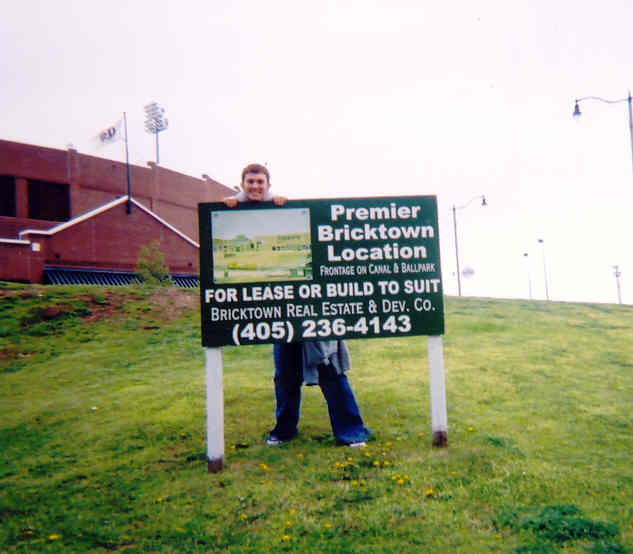 Premier
Bricktown
Location
FRONTAGE ON CANAL & BALLPARK
FOR LEASE OR BUILD TO SUIT
BRICKTOWN REAL ESTATE & DEV. CO.
(405) 236-4143